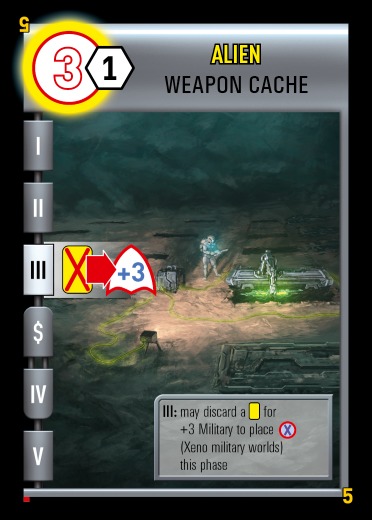 5
3
1
ALIEN
WEAPON CACHE
I
II
III
X
+3
$
IV
V
III: may discard a for
+3 Military to place X
(Xeno military worlds)
this phase
5